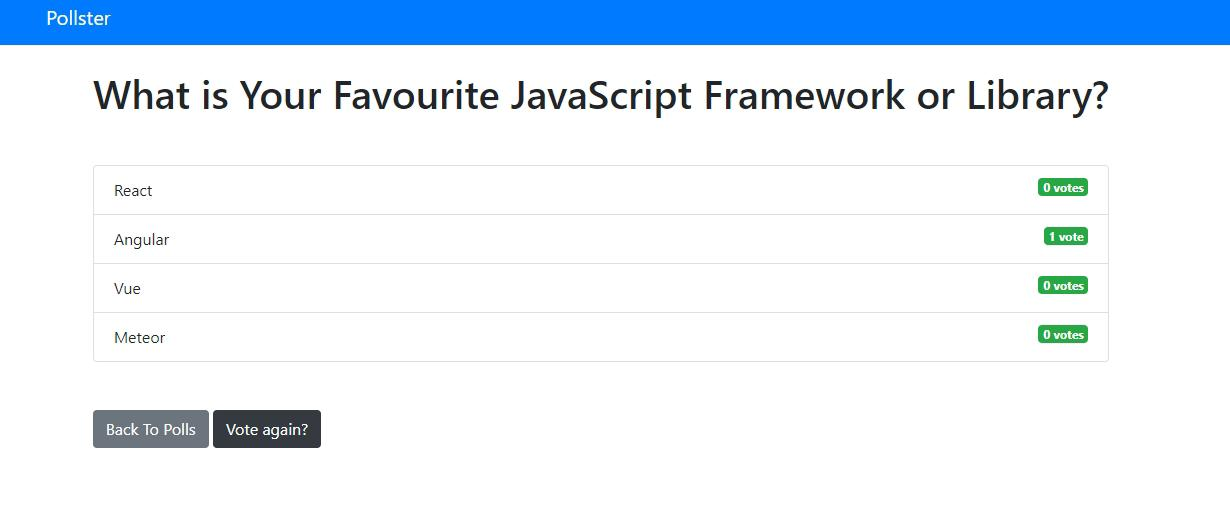 Pollster
What is Your Favourite JavaScript Framework or Library?
React 0 votes
Angular 1 vote
Vue 0 votes
Meteor 0 votes
Back To Polls Vote again?